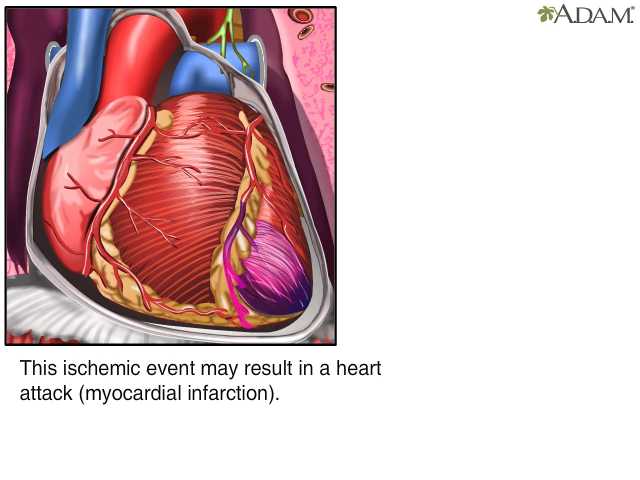 A.D.A.M.
This ischemic event may result in a heart
attack (myocardial infarction).